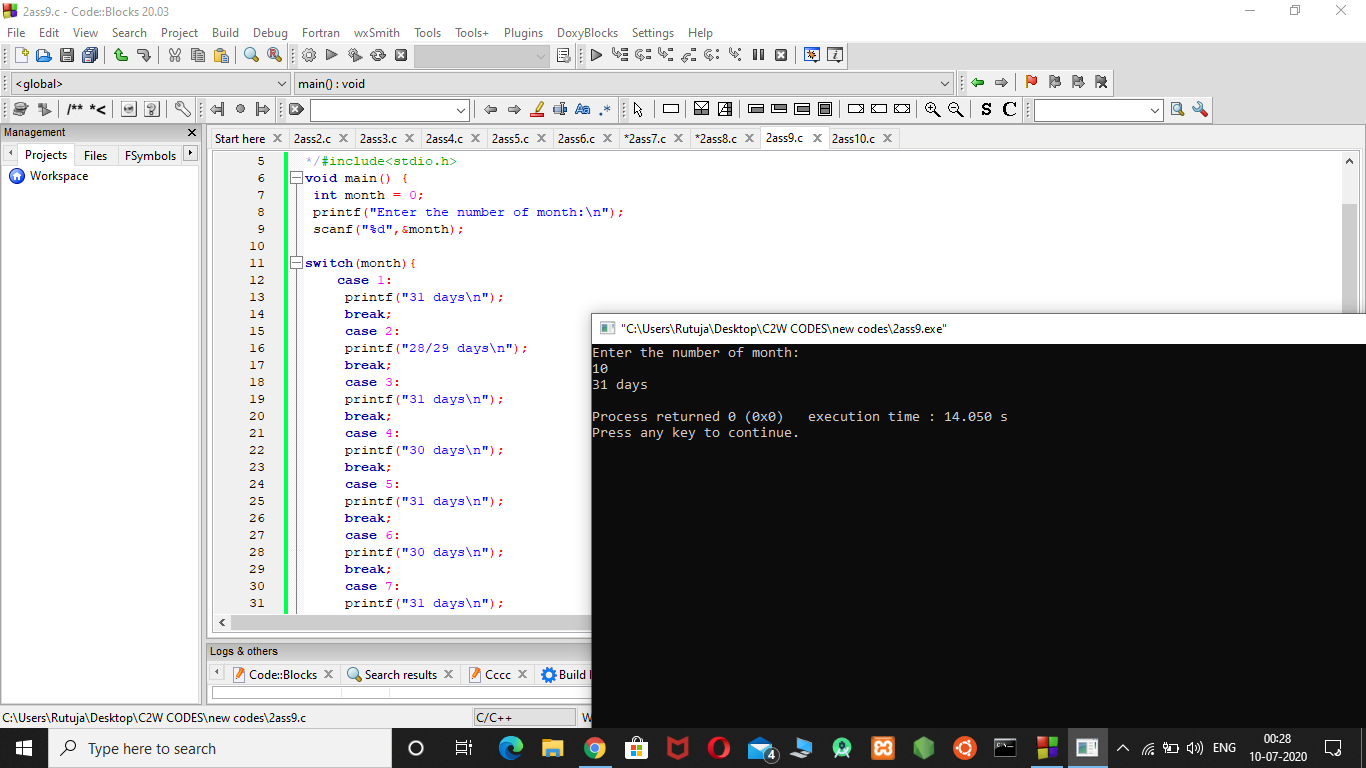 2ass9.c - Code::Blocks 20.03
File Edit View Search Project Build Debug Fortran wxSmith Tools Tools+ Plugins DoxyBlocks Settings Help
<global> main() : void
/** *< Aa .* S C
Management
Projects Files FSymbols
Workspace
Start here 2ass2.c 2ass3.c 2ass4.c 2ass5.c 2ass6.c *2ass7.c *2ass8.c 2ass9.c 2ass10.c
5 */#include<stdio.h>
6 void main() {
7 int month = 0;
8 printf("Enter the number of month:\n");
9 scanf("%d",&month);
10
11 switch(month){
12 case 1:
13 printf("31 days\n");
14 break;
15 case 2:
16 printf("28/29 days\n");
17 break;
18 case 3:
19 printf("31 days\n");
20 break;
21 case 4:
22 printf("30 days\n");
23 break;
24 case 5:
25 printf("31 days\n");
26 break;
27 case 6:
28 printf("30 days\n");
29 break;
30 case 7:
31 printf("31 days\n");
"C:\Users\Rutuja\Desktop\C2W CODES\new codes\2ass9.exe"
Enter the number of month:
10
31 days
Process returned 0 (0x0) execution time : 14.050 s
Press any key to continue.
Logs & others
Code::Blocks Search results Cccc Build
C:\Users\Rutuja\Desktop\C2W CODES\new codes\2ass9.c C/C++ W
Type here to search
4
ENG
00:28
10-07-2020